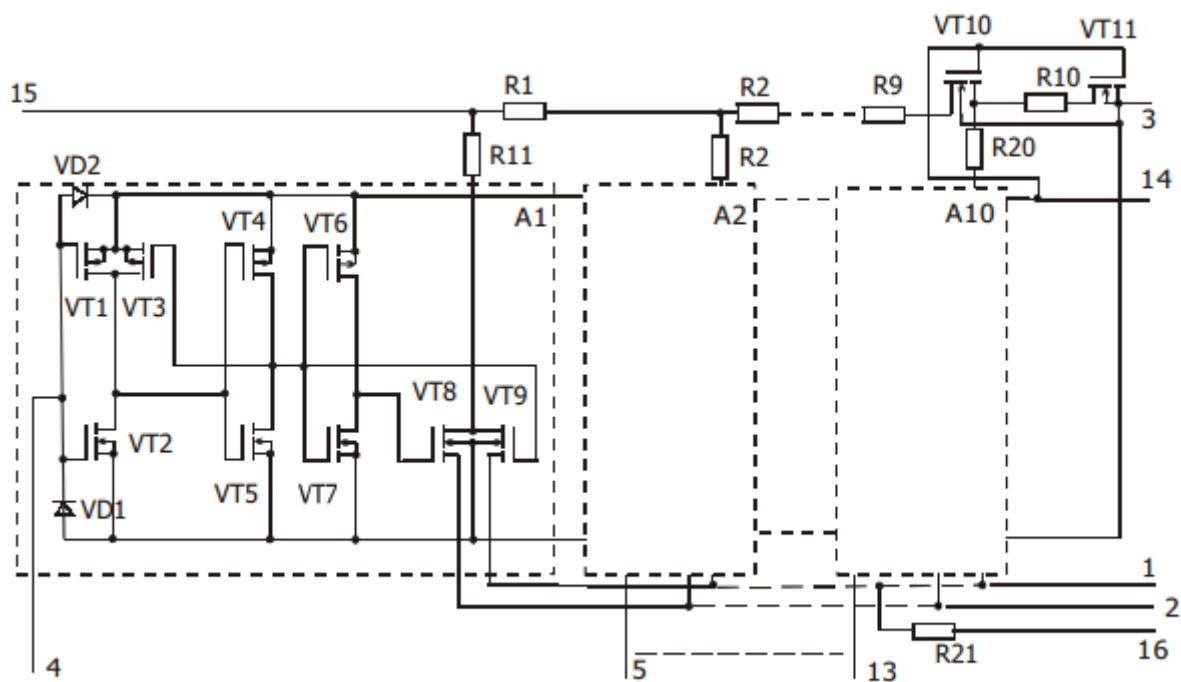 VT10 VT11
15 R1 R2 R9 R10 3
R11 R2 R20
VD2 14
VT4 VT6 A1 A2 A10
VT1 VT3
VT8 VT9
VT2
VT5 VT7
VD1
1
2
4 5 13 R21 16